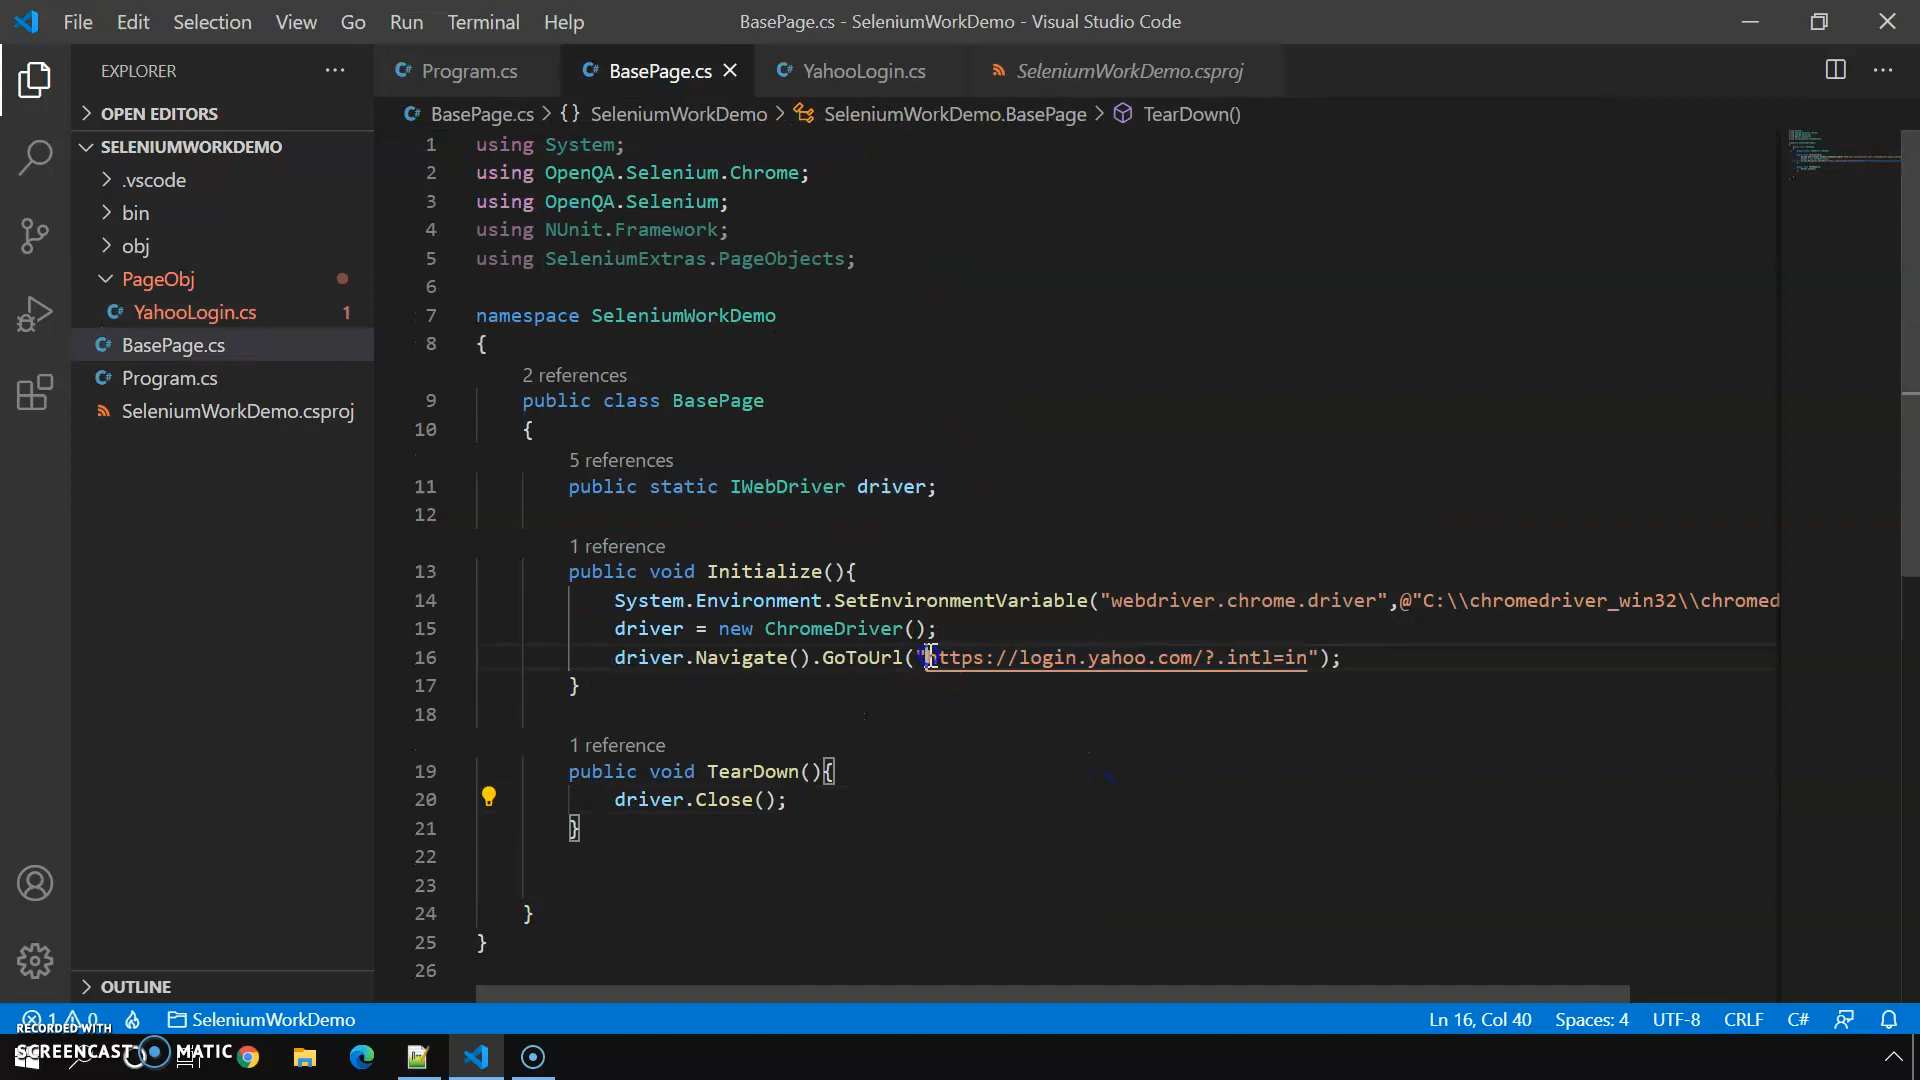 File Edit Selection View Go Run Terminal Help BasePage.cs - SeleniumWorkDemo - Visual Studio Code
EXPLORER
OPEN EDITORS
SELENIUMWORKDEMO
.vscode
bin
obj
PageObj
YahooLogin.cs 1
BasePage.cs
Program.cs
SeleniumWorkDemo.csproj
OUTLINE
Program.cs BasePage.cs YahooLogin.cs SeleniumWorkDemo.csproj
BasePage.cs > {} SeleniumWorkDemo > SeleniumWorkDemo.BasePage > TearDown()
1 using System;
2 using OpenQA.Selenium.Chrome;
3 using OpenQA.Selenium;
4 using NUnit.Framework;
5 using SeleniumExtras.PageObjects;
6
7 namespace SeleniumWorkDemo
8 {
2 references
9 public class BasePage
10 {
5 references
11 public static IWebDriver driver;
12
1 reference
13 public void Initialize(){
14 System.Environment.SetEnvironmentVariable("webdriver.chrome.driver",@"C:\\chromedriver_win32\\chromed
15 driver = new ChromeDriver();
16 driver.Navigate().GoToUrl("https://login.yahoo.com/?.intl=in");
17 }
18
1 reference
19 public void TearDown(){
20 driver.Close();
21 }
22
23
24 }
25 }
26
1 0 SeleniumWorkDemo Ln 16, Col 40 Spaces: 4 UTF-8 CRLF C#
RECORDED WITH
SCREENCAST MATIC